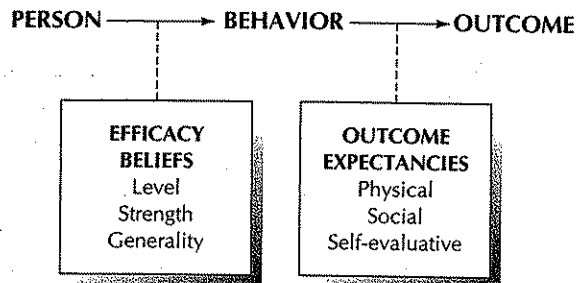 PERSON BEHAVIOR OUTCOME
EFFICACY
BELIEFS
Level
Strength
Generality
OUTCOME
EXPECTANCIES
Physical
Social
Self-evaluative